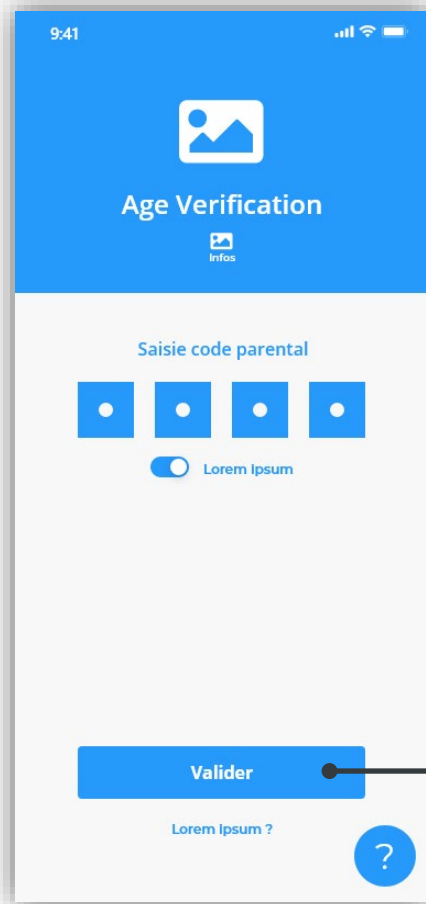 9:41
Age Verification
Infos
Saisie code parental
Lorem Ipsum
Valider
Lorem Ipsum ?
?